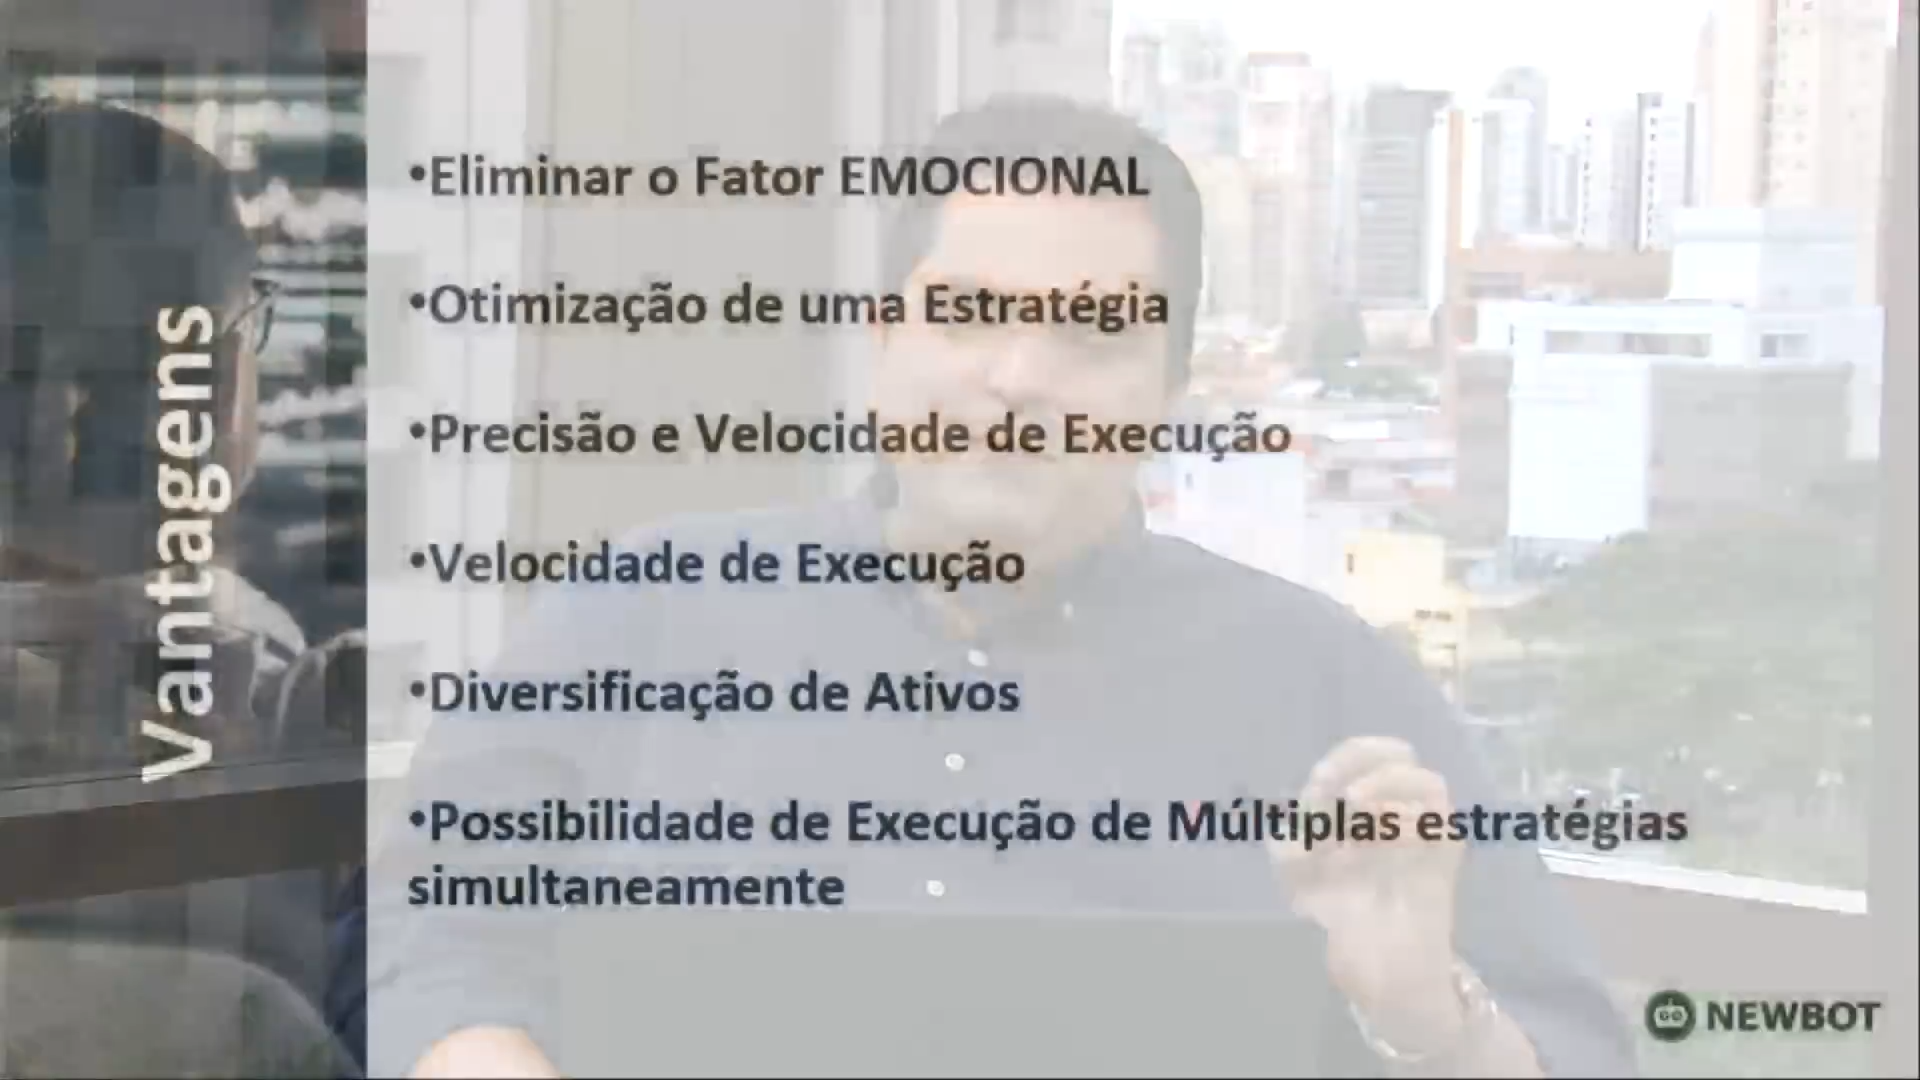 Vantagens
•Eliminar o Fator EMOCIONAL
•Otimização de uma Estratégia
•Precisão e Velocidade de Execução
•Velocidade de Execução
•Diversificação de Ativos
•Possibilidade de Execução de Múltiplas estratégias
simultaneamente
NEWBOT